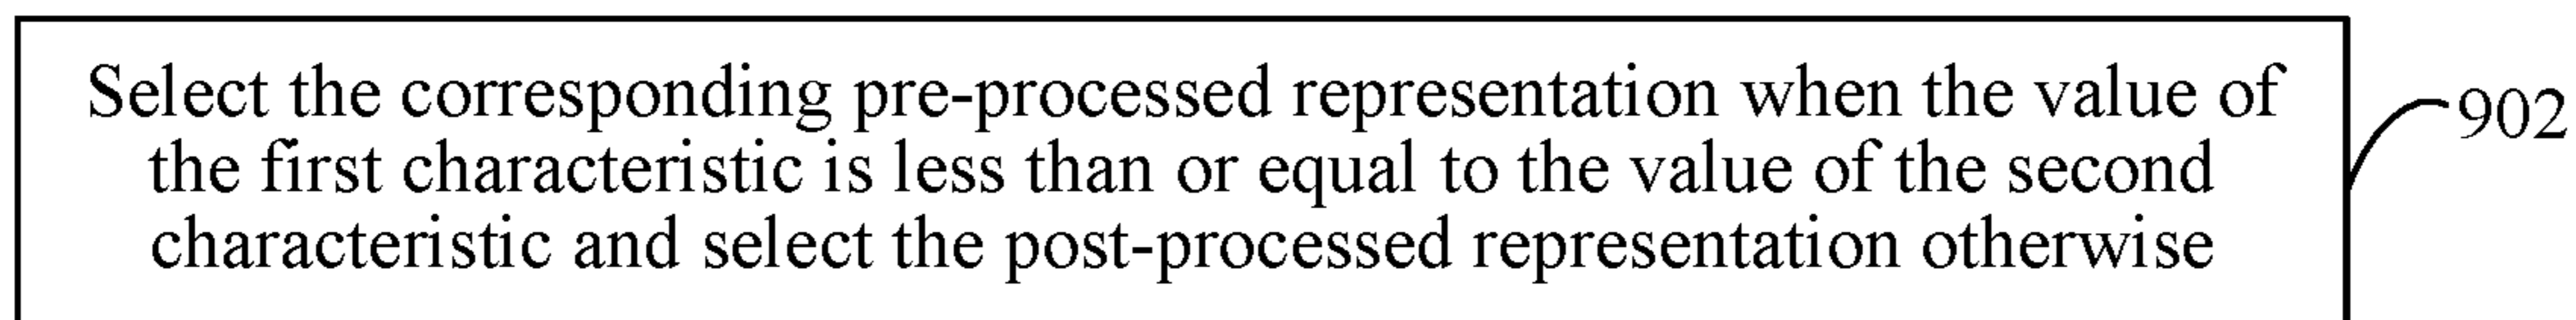 Select the corresponding pre-processed representation when the value of
the first characteristic is less than or equal to the value of the second
characteristic and select the post-processed representation otherwise
902